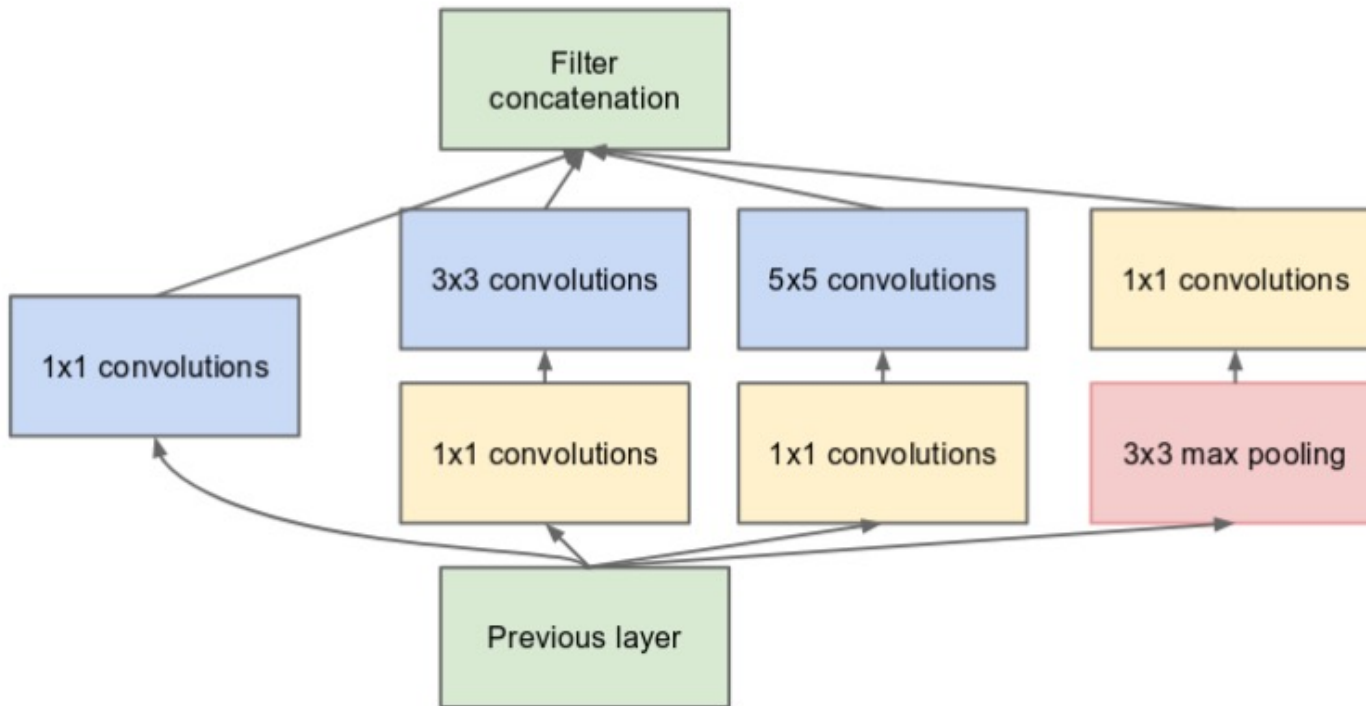 Filter
concatenation
3x3 convolutions
5x5 convolutions
1x1 convolutions
1x1 convolutions
1x1 convolutions
1x1 convolutions
3x3 max pooling
Previous layer